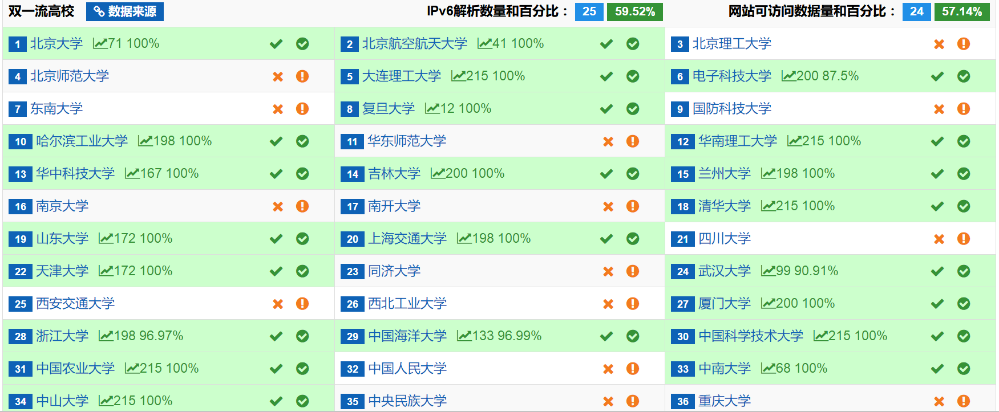 双一流高校 数据来源 IPv6解析数量和百分比： 25 59.52% 网站可访问数据量和百分比： 24 57.14%
1 北京大学 71 100% 2 北京航空航天大学 41 100% 3 北京理工大学
4 北京师范大学 5 大连理工大学 215 100% 6 电子科技大学 200 87.5%
7 东南大学 8 复旦大学 12 100% 9 国防科技大学
10 哈尔滨工业大学 198 100% 11 华东师范大学 12 华南理工大学 215 100%
13 华中科技大学 167 100% 14 吉林大学 200 100% 15 兰州大学 198 100%
16 南京大学 17 南开大学 18 清华大学 215 100%
19 山东大学 172 100% 20 上海交通大学 198 100% 21 四川大学
22 天津大学 172 100% 23 同济大学 24 武汉大学 99 90.91%
25 西安交通大学 26 西北工业大学 27 厦门大学 200 100%
28 浙江大学 198 96.97% 29 中国海洋大学 133 96.99% 30 中国科学技术大学 215 100%
31 中国农业大学 215 100% 32 中国人民大学 33 中南大学 68 100%
34 中山大学 215 100% 35 中央民族大学 36 重庆大学